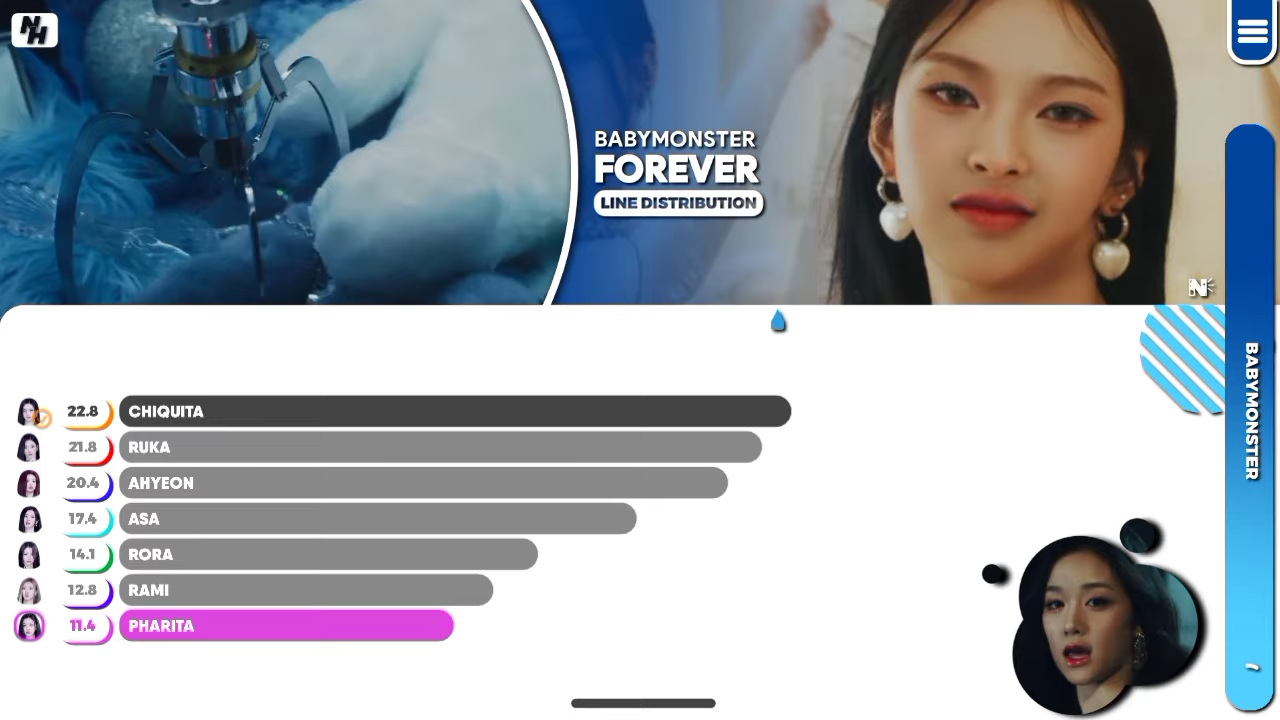 NH
BABYMONSTER
FOREVER
LINE DISTRIBUTION
N
22.8 CHIQUITA
21.8 RUKA
20.4 AHYEON
17.4 ASA
14.1 RORA
12.8 RAMI
11.4 PHARITA
BABYMONSTER